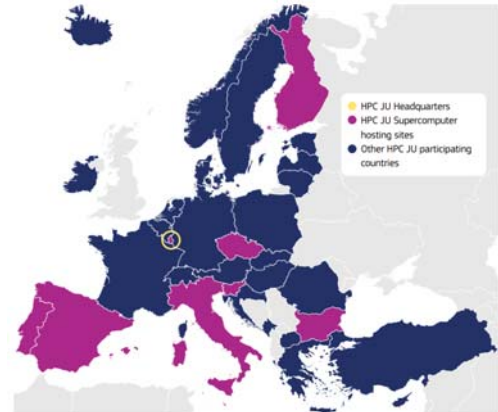 HPC JU Headquarters
HPC JU Supercomputer
hosting sites
Other HPC JU participating
countries